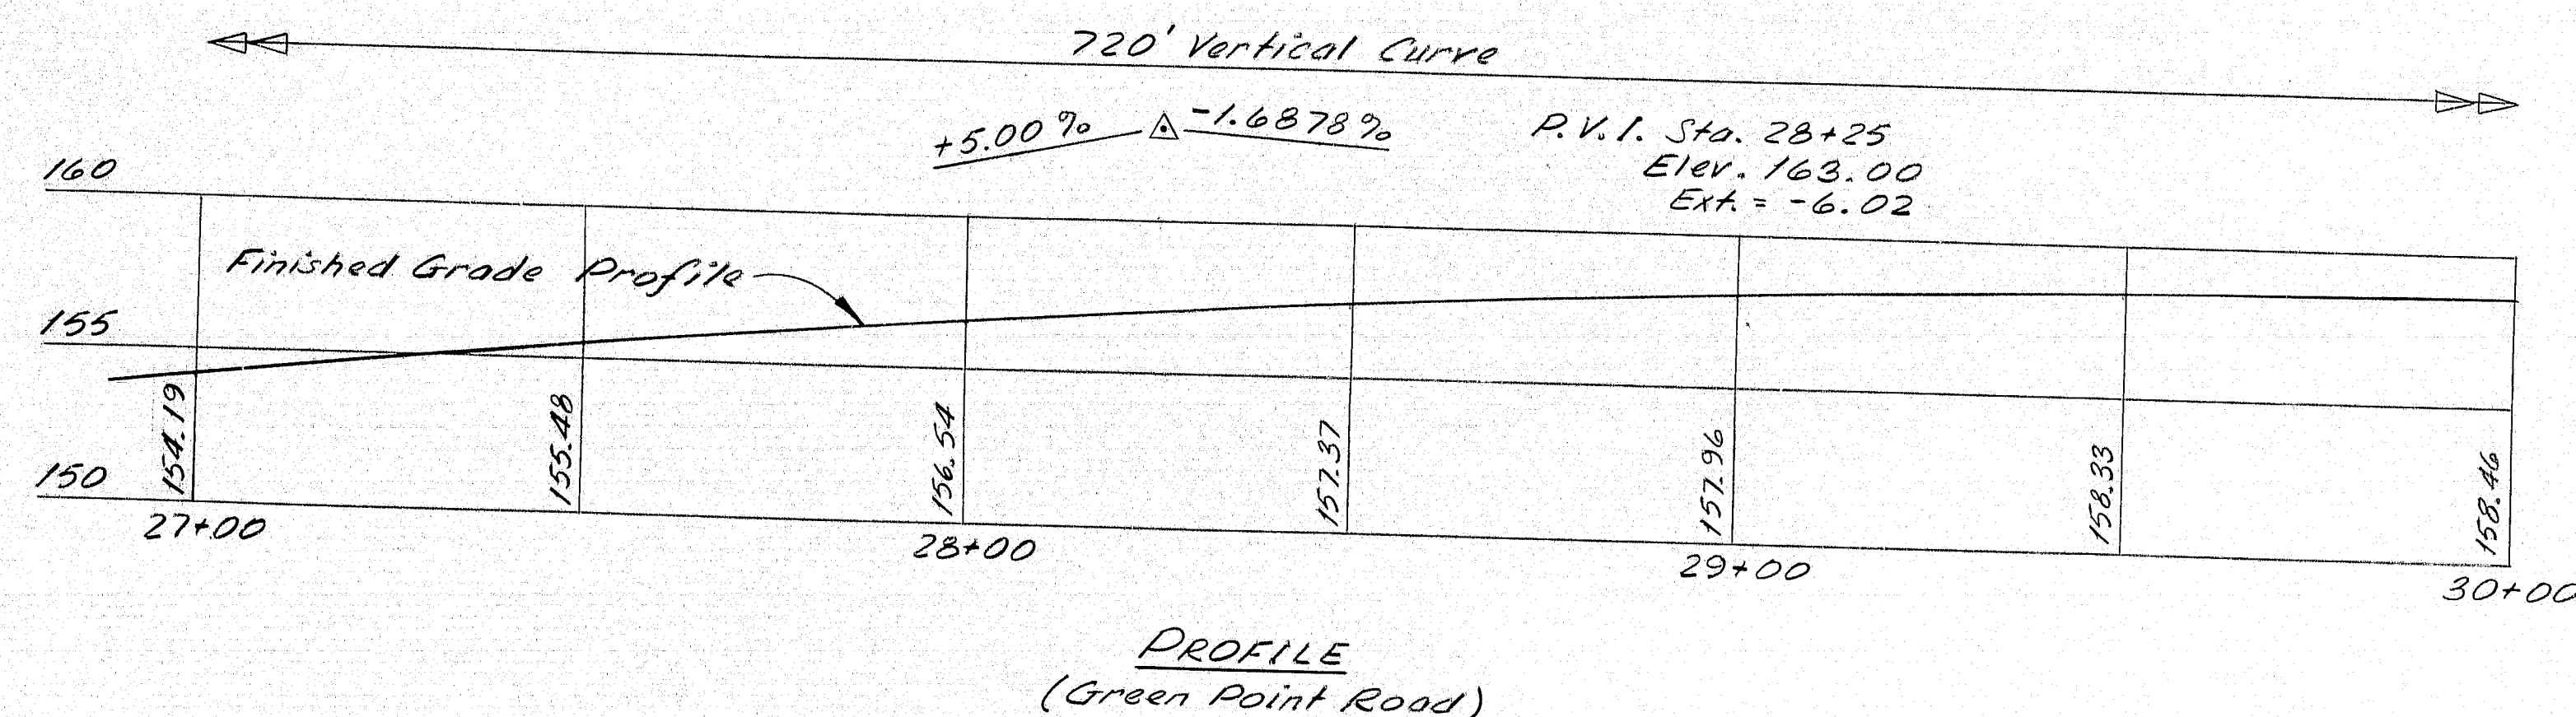 720' Vertical Curve
+5.00% -1.6878%
P.V.I. Sta. 28+25
Elev. 163.00
Ext. = -6.02
160
Finished Grade Profile
155
150
154.19
155.48
156.54
157.37
157.96
158.33
158.46
27+00
28+00
29+00
30+00
PROFILE
(Green Point Road)